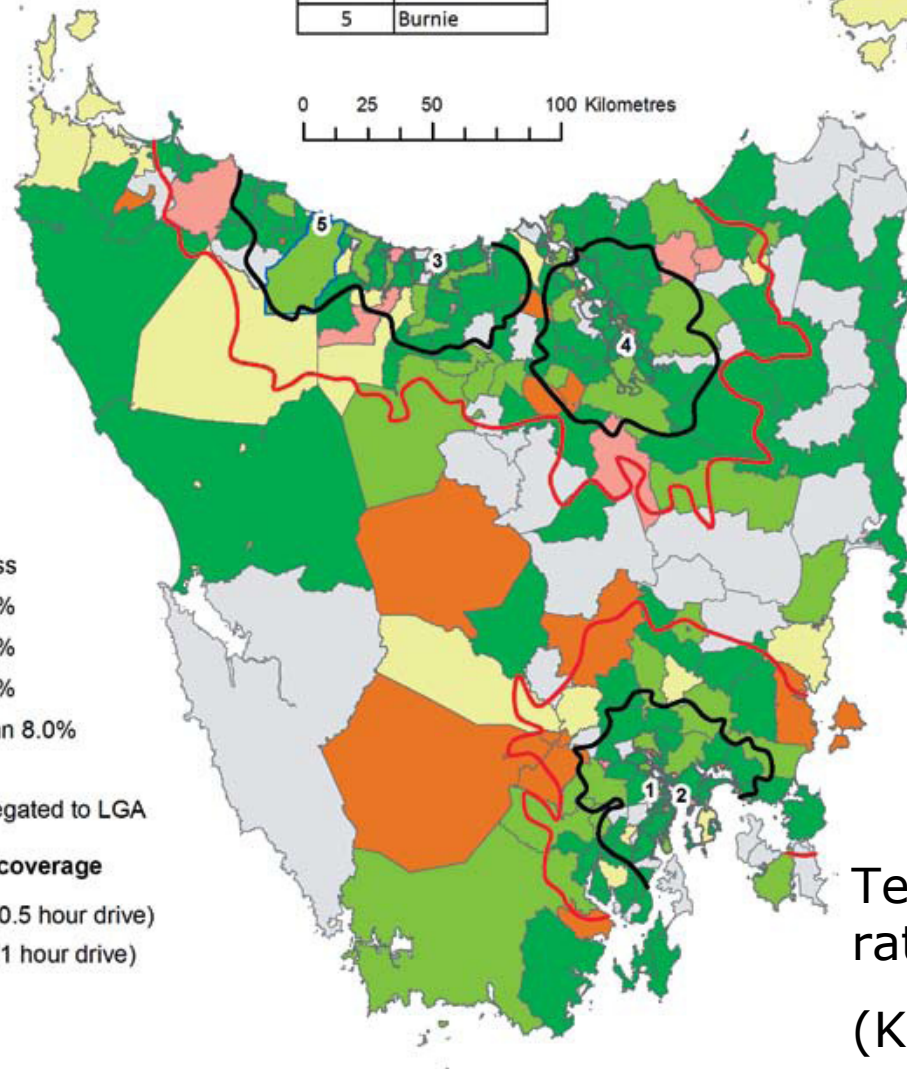 5 Burnie
0 25 50 100 Kilometres
5
3
4
ss
%
%
%
n 8.0%
1 2
egated to LGA
coverage
0.5 hour drive)
1 hour drive)
Te
rat
(K